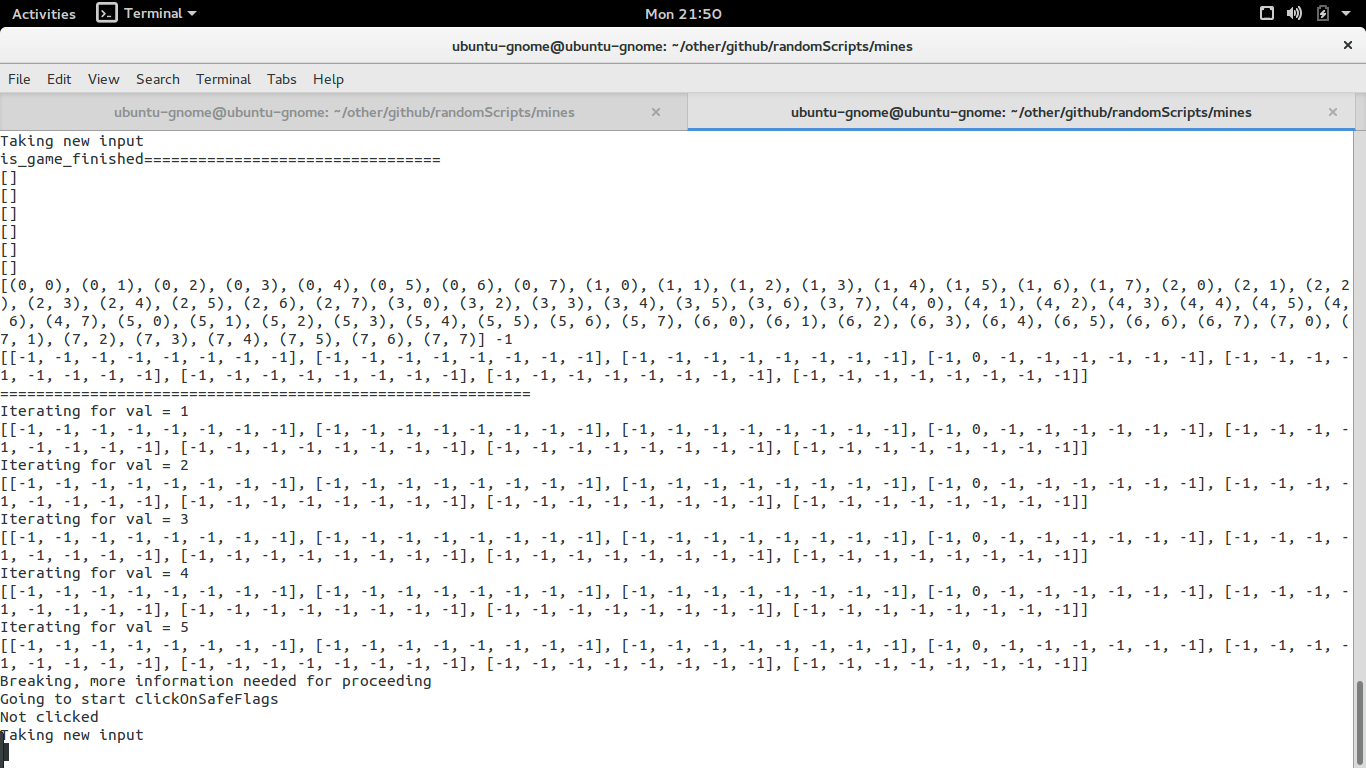 Activities Terminal Mon 21:50
ubuntu-gnome@ubuntu-gnome: ~/other/github/randomScripts/mines ×
File Edit View Search Terminal Tabs Help
ubuntu-gnome@ubuntu-gnome: ~/other/github/randomScripts/mines × ubuntu-gnome@ubuntu-gnome: ~/other/github/randomScripts/mines ×
Taking new input
is_game_finished=================================
[]
[]
[]
[]
[]
[]
[(0, 0), (0, 1), (0, 2), (0, 3), (0, 4), (0, 5), (0, 6), (0, 7), (1, 0), (1, 1), (1, 2), (1, 3), (1, 4), (1, 5), (1, 6), (1, 7), (2, 0), (2, 1), (2, 2
), (2, 3), (2, 4), (2, 5), (2, 6), (2, 7), (3, 0), (3, 2), (3, 3), (3, 4), (3, 5), (3, 6), (3, 7), (4, 0), (4, 1), (4, 2), (4, 3), (4, 4), (4, 5), (4,
6), (4, 7), (5, 0), (5, 1), (5, 2), (5, 3), (5, 4), (5, 5), (5, 6), (5, 7), (6, 0), (6, 1), (6, 2), (6, 3), (6, 4), (6, 5), (6, 6), (6, 7), (7, 0), (
7, 1), (7, 2), (7, 3), (7, 4), (7, 5), (7, 6), (7, 7)] -1
[[-1, -1, -1, -1, -1, -1, -1, -1], [-1, -1, -1, -1, -1, -1, -1, -1], [-1, -1, -1, -1, -1, -1, -1, -1], [-1, 0, -1, -1, -1, -1, -1, -1], [-1, -1, -1, -
1, -1, -1, -1, -1], [-1, -1, -1, -1, -1, -1, -1, -1], [-1, -1, -1, -1, -1, -1, -1, -1], [-1, -1, -1, -1, -1, -1, -1, -1]]
===========================================================
Iterating for val = 1
[[-1, -1, -1, -1, -1, -1, -1, -1], [-1, -1, -1, -1, -1, -1, -1, -1], [-1, -1, -1, -1, -1, -1, -1, -1], [-1, 0, -1, -1, -1, -1, -1, -1], [-1, -1, -1, -
1, -1, -1, -1, -1], [-1, -1, -1, -1, -1, -1, -1, -1], [-1, -1, -1, -1, -1, -1, -1, -1], [-1, -1, -1, -1, -1, -1, -1, -1]]
Iterating for val = 2
[[-1, -1, -1, -1, -1, -1, -1, -1], [-1, -1, -1, -1, -1, -1, -1, -1], [-1, -1, -1, -1, -1, -1, -1, -1], [-1, 0, -1, -1, -1, -1, -1, -1], [-1, -1, -1, -
1, -1, -1, -1, -1], [-1, -1, -1, -1, -1, -1, -1, -1], [-1, -1, -1, -1, -1, -1, -1, -1], [-1, -1, -1, -1, -1, -1, -1, -1]]
Iterating for val = 3
[[-1, -1, -1, -1, -1, -1, -1, -1], [-1, -1, -1, -1, -1, -1, -1, -1], [-1, -1, -1, -1, -1, -1, -1, -1], [-1, 0, -1, -1, -1, -1, -1, -1], [-1, -1, -1, -
1, -1, -1, -1, -1], [-1, -1, -1, -1, -1, -1, -1, -1], [-1, -1, -1, -1, -1, -1, -1, -1], [-1, -1, -1, -1, -1, -1, -1, -1]]
Iterating for val = 4
[[-1, -1, -1, -1, -1, -1, -1, -1], [-1, -1, -1, -1, -1, -1, -1, -1], [-1, -1, -1, -1, -1, -1, -1, -1], [-1, 0, -1, -1, -1, -1, -1, -1], [-1, -1, -1, -
1, -1, -1, -1, -1], [-1, -1, -1, -1, -1, -1, -1, -1], [-1, -1, -1, -1, -1, -1, -1, -1], [-1, -1, -1, -1, -1, -1, -1, -1]]
Iterating for val = 5
[[-1, -1, -1, -1, -1, -1, -1, -1], [-1, -1, -1, -1, -1, -1, -1, -1], [-1, -1, -1, -1, -1, -1, -1, -1], [-1, 0, -1, -1, -1, -1, -1, -1], [-1, -1, -1, -
1, -1, -1, -1, -1], [-1, -1, -1, -1, -1, -1, -1, -1], [-1, -1, -1, -1, -1, -1, -1, -1], [-1, -1, -1, -1, -1, -1, -1, -1]]
Breaking, more information needed for proceeding
Going to start clickOnSafeFlags
Not clicked
Taking new input